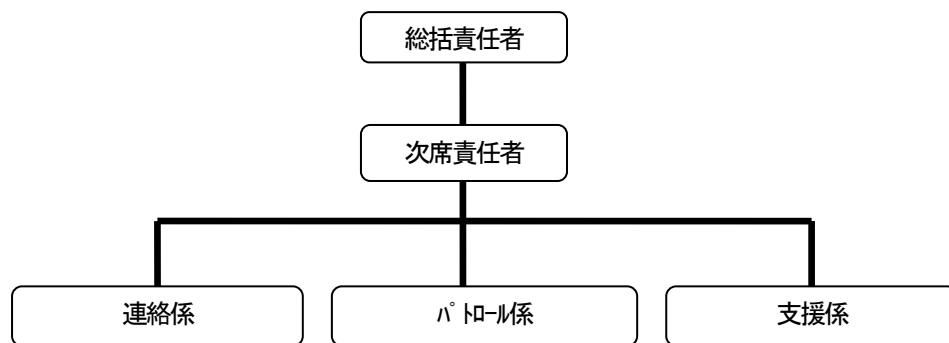 総括責任者
次席責任者
連絡係
ﾊﾟﾄﾛｰﾙ係
支援係